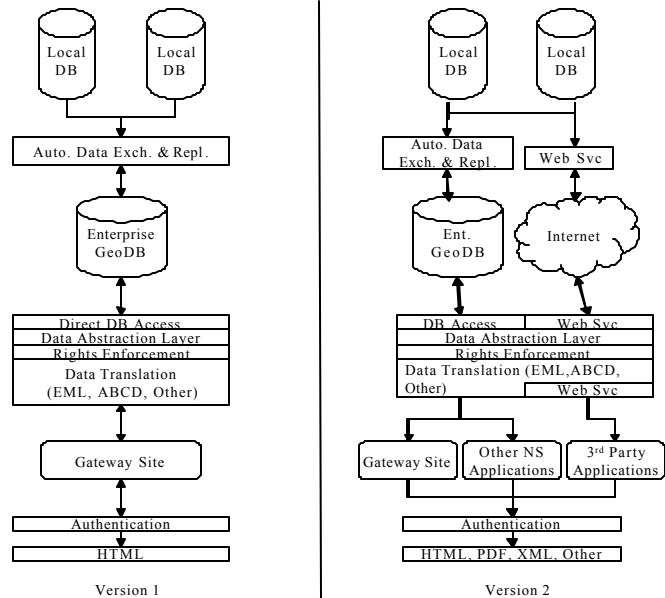 Local
DB
Local
DB
Auto. Data Exch. & Repl.
Enterprise
GeoDB
Direct DB Access
Data Abstraction Layer
Rights Enforcement
Data Translation
(EML, ABCD, Other)
Gateway Site
Authentication
HTML
Version 1
Local
DB
Local
DB
Auto. Data
Exch. & Repl.
Web Svc
Ent.
GeoDB
Internet
DB Access
Web Svc
Data Abstraction Layer
Rights Enforcement
Data Translation (EML,ABCD,
Other)
Web Svc
Gateway Site
Other NS
Applications
3rd Party
Applications
Authentication
HTML, PDF, XML, Other
Version 2